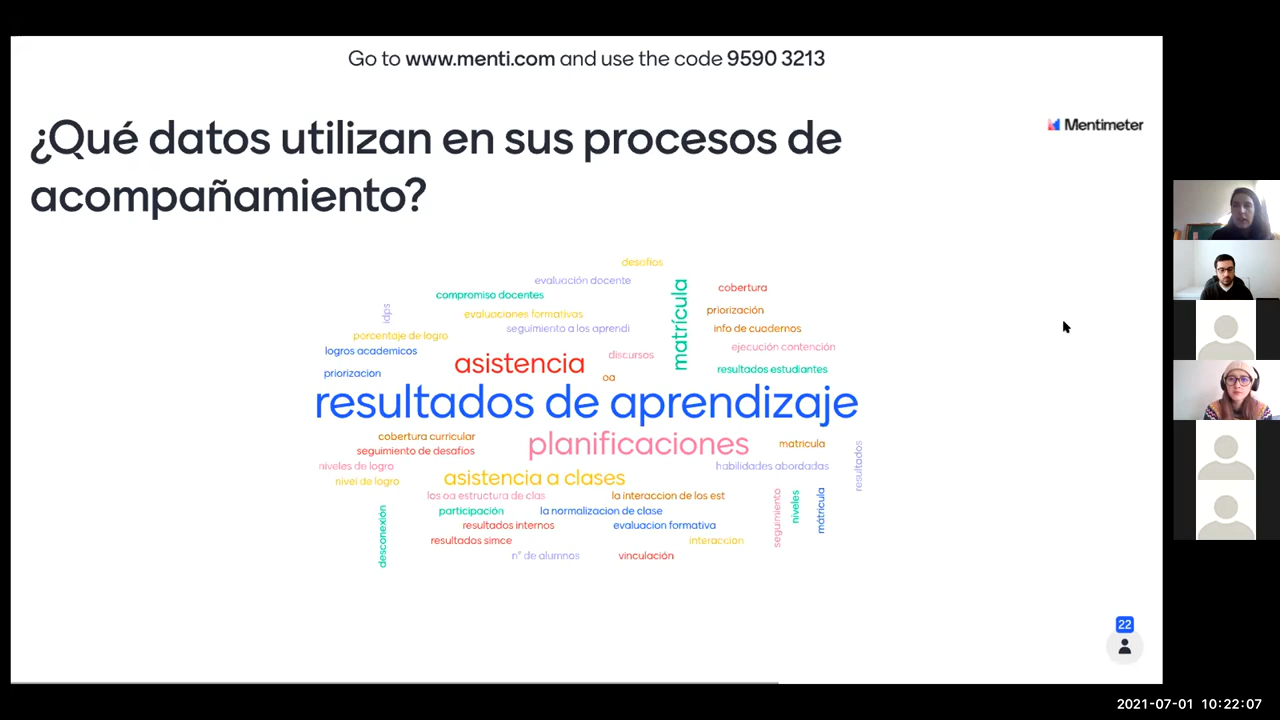 Go to www.menti.com and use the code 9590 3213
¿Qué datos utilizan en sus procesos de
acompañamiento?
Mentimeter
desafíos
evaluación docente
cobertura
compromiso docentes
matrícula
idps
evaluaciones formativas
priorización
porcentaje de logro
seguimiento a los aprendi
info de cuadernos
logros academicos
asistencia
discursos
ejecución contención
priorizacion
oa
resultados estudiantes
resultados de aprendizaje
cobertura curricular
planificaciones
matricula
seguimiento de desafíos
resultados
niveles de logro
asistencia a clases
habilidades abordadas
nivel de logro
los oa estructura de clas
la interaccion de los est
seguimiento
niveles
mátrícula
desconexión
participación
la normalizacion de clase
resultados internos
evaluacion formativa
resultados simce
interaccion
n° de alumnos
vinculación
22
2021-07-01 10:22:07